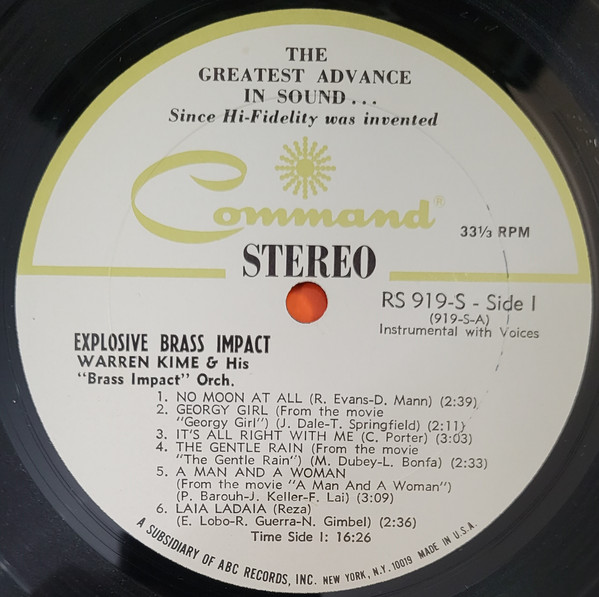 THE
GREATEST ADVANCE
IN SOUND...
Since Hi-Fidelity was invented
Command®
33⅓ RPM
STEREO
RS 919-S - Side 1
(919-S-A)
Instrumental with Voices
EXPLOSIVE BRASS IMPACT
WARREN KIME & His
"Brass Impact" Orch.
1. NO MOON AT ALL (R. Evans-D. Mann) (2:39)
2. GEORGY GIRL (From the movie
"Georgy Girl") (J. Dale-T. Springfield) (2:11)
3. IT'S ALL RIGHT WITH ME (C. Porter) (3:03)
4. THE GENTLE RAIN (From the movie
"The Gentle Rain") (M. Dubey-L. Bonfa) (2:33)
5. A MAN AND A WOMAN
(From the movie "A Man And A Woman")
(P. Barouh-J. Keller-F. Lai) (3:09)
6. LAIA LADAIA (Reza)
(E. Lobo-R. Guerra-N. Gimbel) (2:36)
Time Side 1: 16:26
A SUBSIDIARY OF ABC RECORDS, INC. NEW YORK, N.Y. 10019 MADE IN U.S.A.